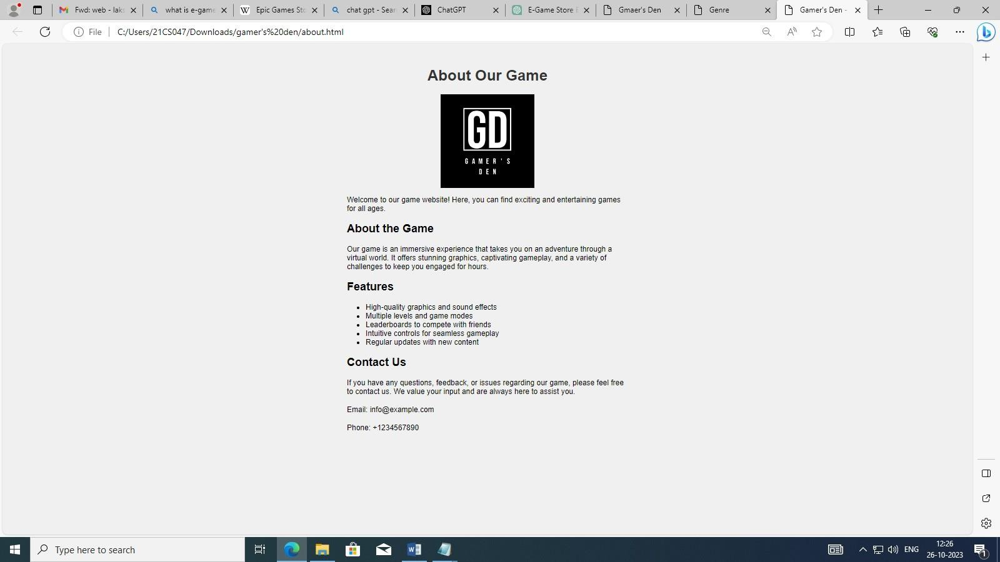 Fwd: web - laks
what is e-game
Epic Games Sto
chat gpt - Sear
ChatGPT
E-Game Store E
Gmaer's Den
Genre
Gamer's Den -
File
C:/Users/21CS047/Downloads/gamer's%20den/about.html
About Our Game
GD
GAMER'S
DEN
Welcome to our game website! Here, you can find exciting and entertaining games
for all ages.
About the Game
Our game is an immersive experience that takes you on an adventure through a
virtual world. It offers stunning graphics, captivating gameplay, and a variety of
challenges to keep you engaged for hours.
Features
• High-quality graphics and sound effects
• Multiple levels and game modes
• Leaderboards to compete with friends
• Intuitive controls for seamless gameplay
• Regular updates with new content
Contact Us
If you have any questions, feedback, or issues regarding our game, please feel free
to contact us. We value your input and are always here to assist you.
Email: info@example.com
Phone: +1234567890
Type here to search
ENG
12:26
26-10-2023
1